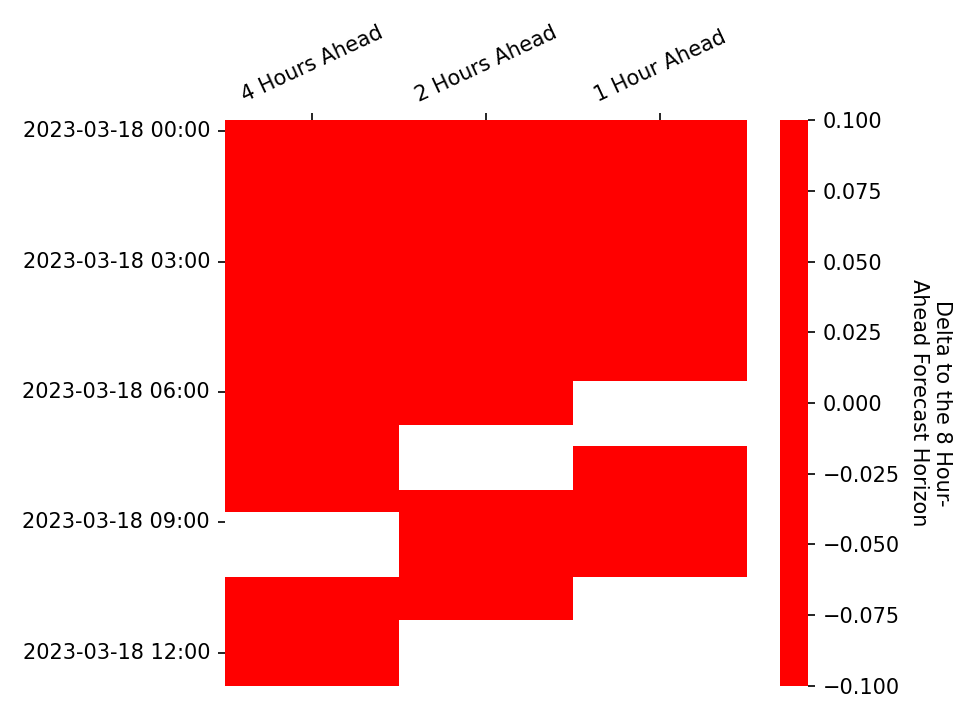 4 Hours Ahead
2 Hours Ahead
1 Hour Ahead
2023-03-18 00:00
2023-03-18 03:00
2023-03-18 06:00
2023-03-18 09:00
2023-03-18 12:00
0.100
0.075
0.050
0.025
0.000
−0.025
−0.050
−0.075
−0.100
Delta to the 8 Hour-
Ahead Forecast Horizon